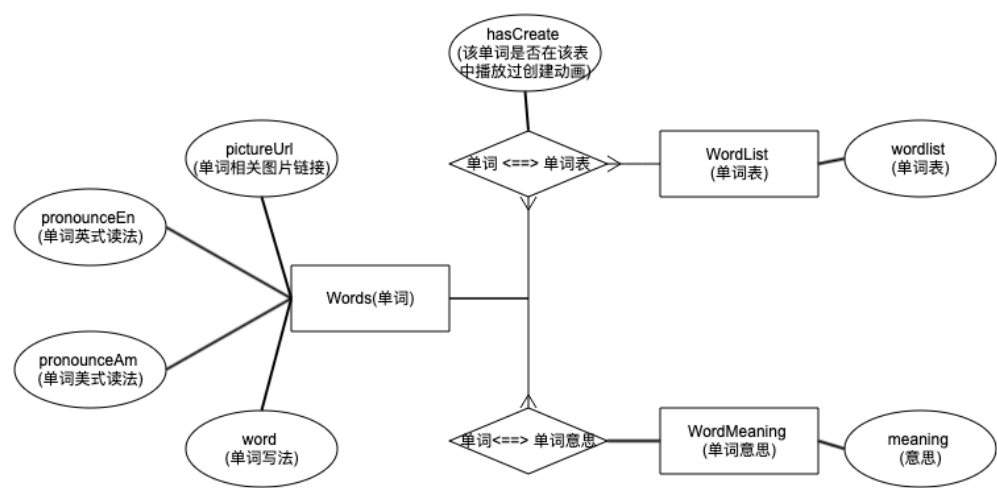 hasCreate
(该单词是否在该表
中播放过创建动画)
pictureUrl
(单词相关图片链接)
单词 <==> 单词表
WordList
(单词表)
wordlist
(单词表)
pronounceEn
(单词英式读法)
Words(单词)
pronounceAm
(单词美式读法)
word
(单词写法)
单词<==> 单词意思
WordMeaning
(单词意思)
meaning
(意思)